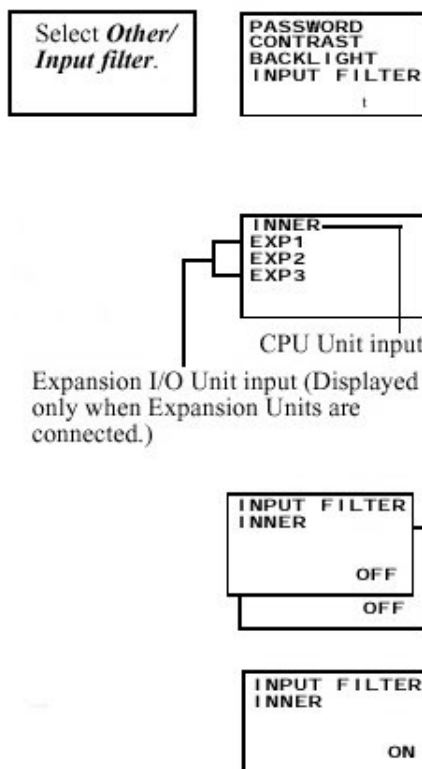 Select Other/
Input filter.
PASSWORD
CONTRAST
BACKLIGHT
INPUT FILTER
t
INNER
EXP1
EXP2
EXP3
CPU Unit input
Expansion I/O Unit input (Displayed
only when Expansion Units are
connected.)
INPUT FILTER
INNER
OFF
OFF
INPUT FILTER
INNER
ON